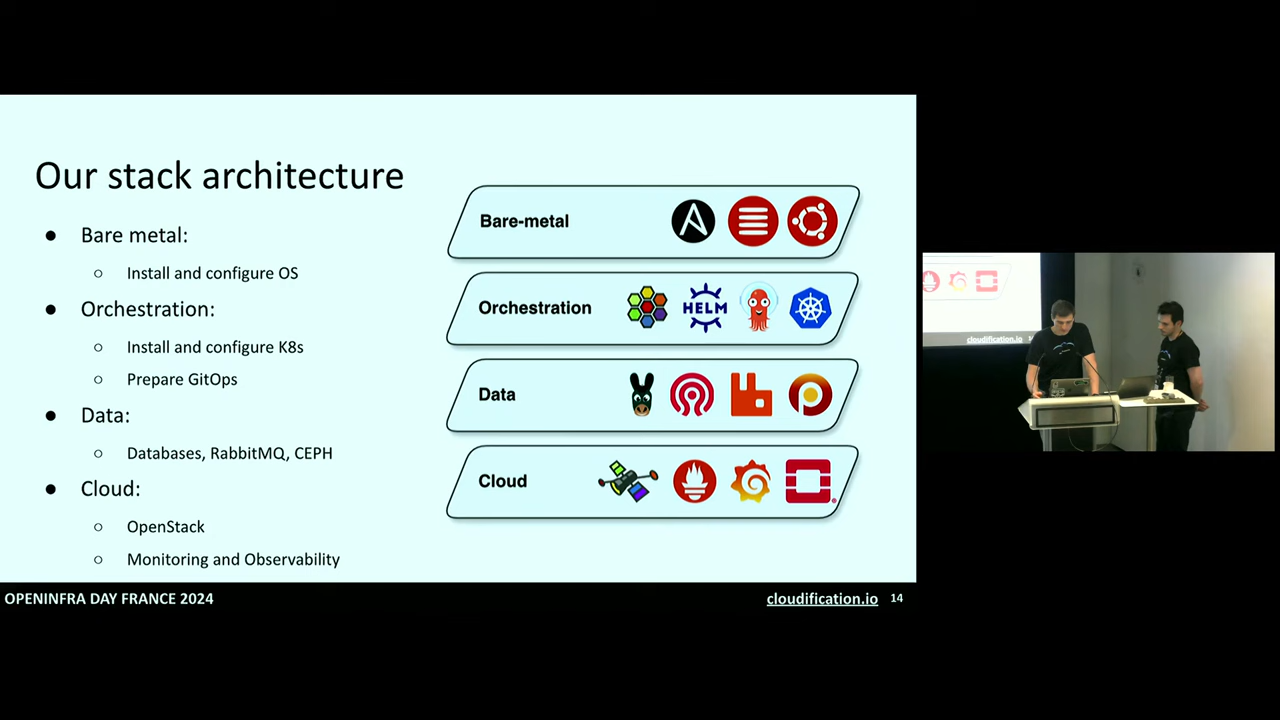 Our stack architecture
Bare metal:
Install and configure OS
Orchestration:
Install and configure K8s
Prepare GitOps
Data:
Databases, RabbitMQ, CEPH
Cloud:
OpenStack
Monitoring and Observability
Bare-metal
Orchestration
HELM
Data
Cloud
OPENINFRA DAY FRANCE 2024
cloudification.io
14
cloudification.io